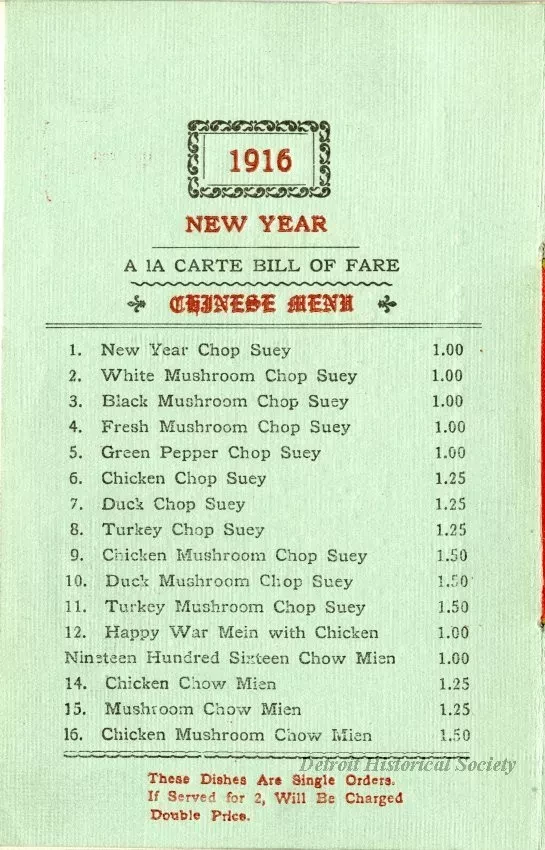 1916
NEW YEAR
A lA CARTE BILL OF FARE
CHINESE MENU
1. New Year Chop Suey 1.00
2. White Mushroom Chop Suey 1.00
3. Black Mushroom Chop Suey 1.00
4. Fresh Mushroom Chop Suey 1.00
5. Green Pepper Chop Suey 1.00
6. Chicken Chop Suey 1.25
7. Duck Chop Suey 1.25
8. Turkey Chop Suey 1.25
9. Chicken Mushroom Chop Suey 1.50
10. Duck Mushroom Chop Suey 1.50
11. Turkey Mushroom Chop Suey 1.50
12. Happy War Mein with Chicken 1.00
Nineteen Hundred Sixteen Chow Mien 1.00
14. Chicken Chow Mien 1.25
15. Mushroom Chow Mien 1.25
16. Chicken Mushroom Chow Mien 1.50
Detroit Historical Society
These Dishes Are Single Orders.
If Served for 2, Will Be Charged
Double Price.